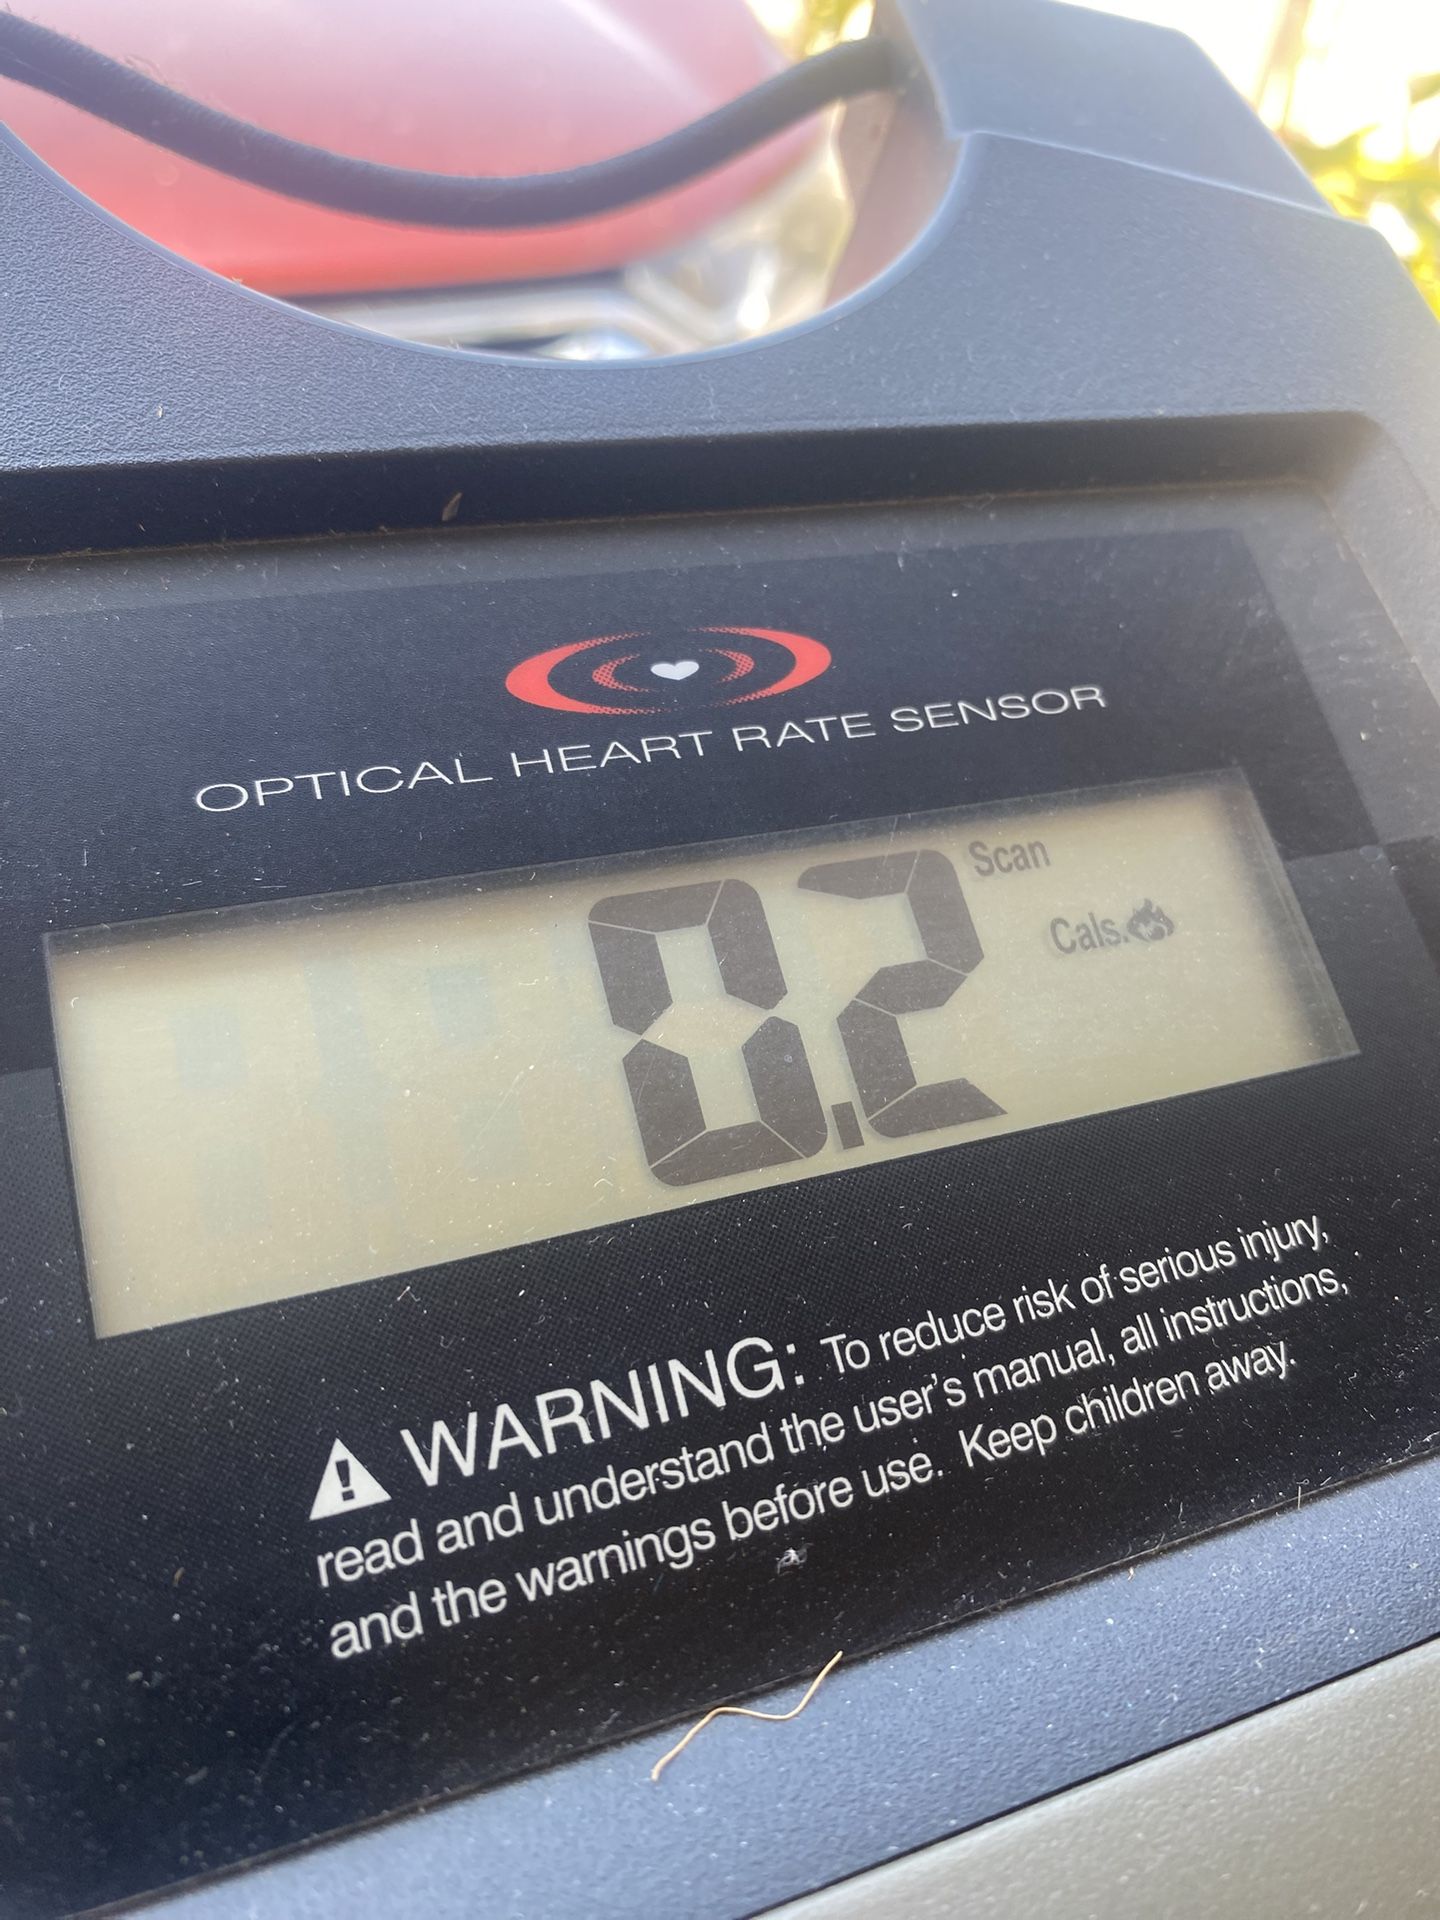 OPTICAL HEART RATE SENSOR
Scan
0.2
Cals.
WARNING: To reduce risk of serious injury,
read and understand the user's manual, all instructions,
and the warnings before use. Keep children away.